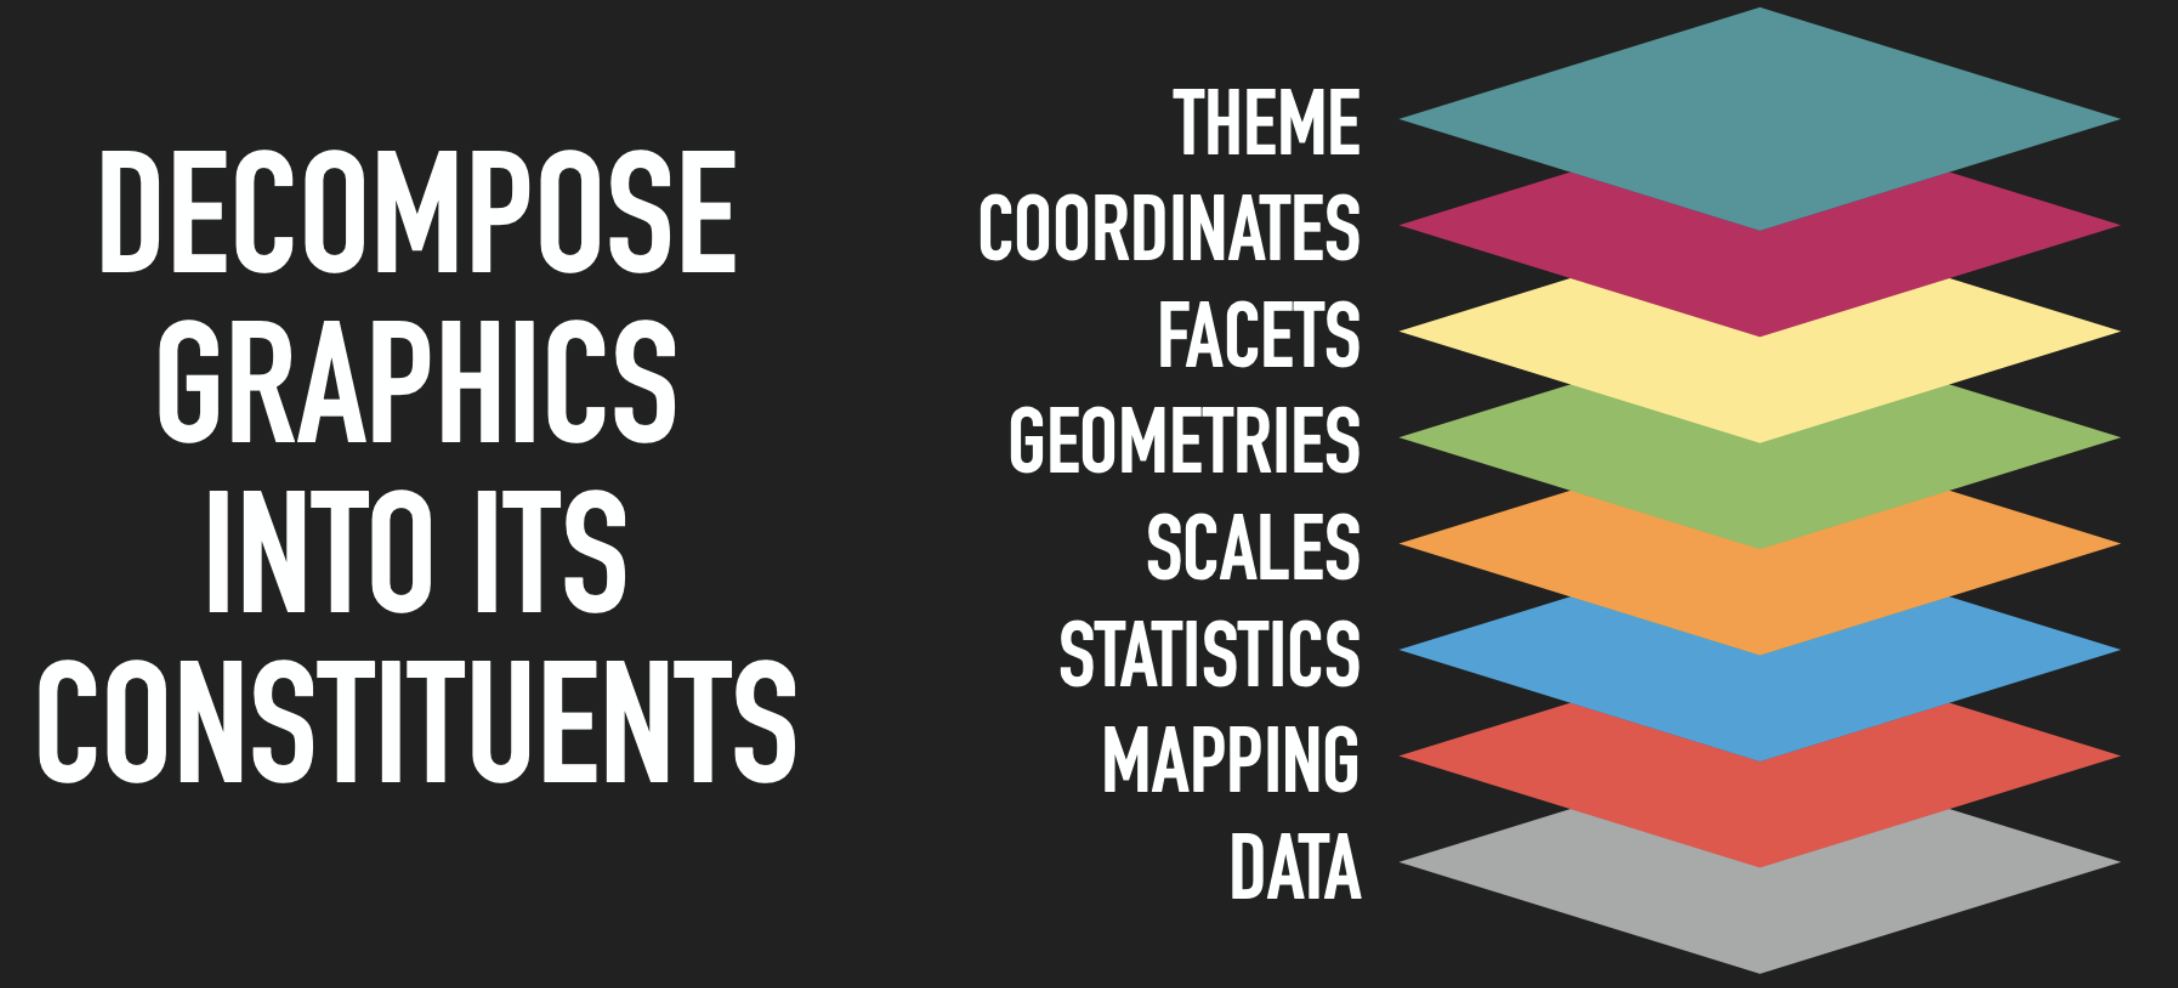 DECOMPOSE
GRAPHICS
INTO ITS
CONSTITUENTS
THEME
COORDINATES
FACETS
GEOMETRIES
SCALES
STATISTICS
MAPPING
DATA